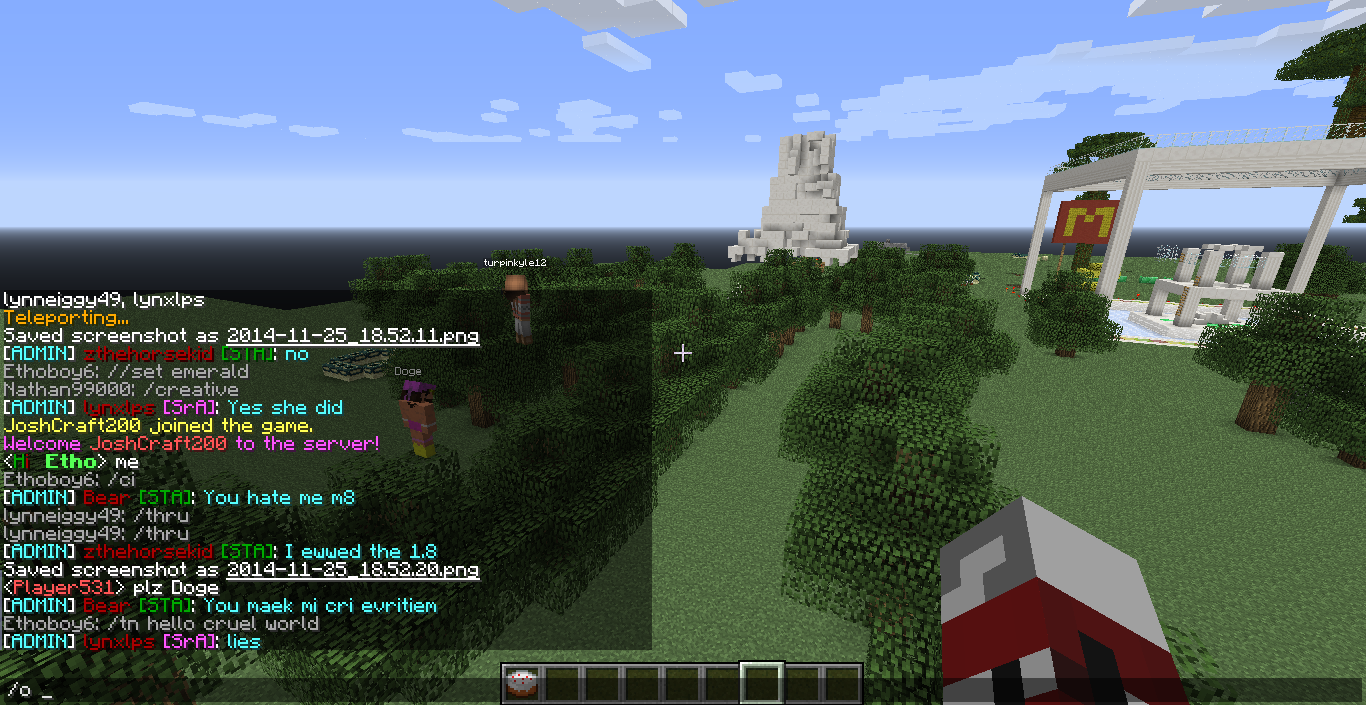 turpinkyle12
M
lynneiggy49, lynxlps
Teleporting...
Saved screenshot as 2014-11-25_18.52.11.png
[ADMIN] zthehorsekid [STA]: no
Ethoboy6: //set emerald
Doge
Nathan99000: /creative
[ADMIN] lynxlps [SrA]: Yes she did
JoshCraft200 joined the game.
Welcome JoshCraft200 to the server!
<Hi Etho> me
Ethoboy6: /ci
[ADMIN] Bear [STA]: You hate me m8
lynneiggy49: /thru
lynneiggy49: /thru
[ADMIN] zthehorsekid [STA]: I ewwed the 1.8
Saved screenshot as 2014-11-25_18.52.20.png
<Player531> plz Doge
[ADMIN] Bear [STA]: You maek mi cri evritiem
Ethoboy6: /tn hello cruel world
[ADMIN] lynxlps [SrA]: lies
/o _